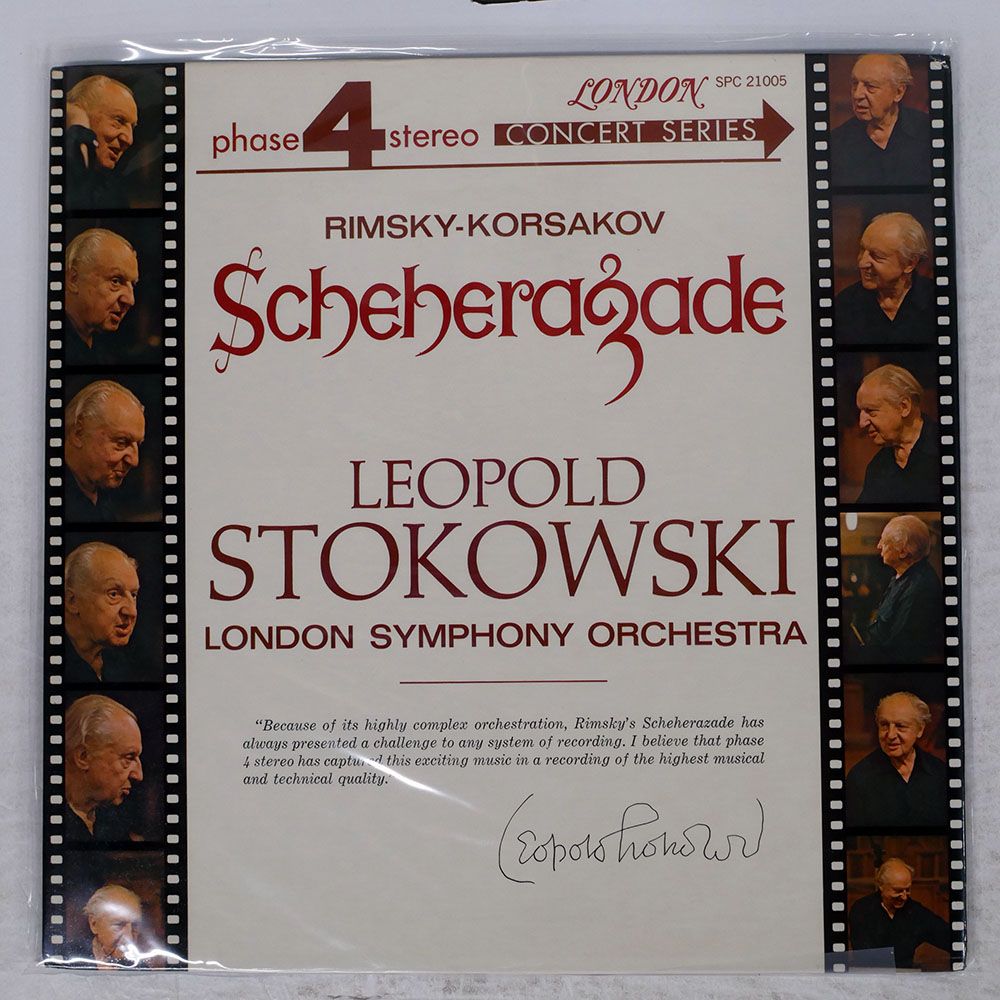 LONDON SPC 21005
phase 4 stereo CONCERT SERIES
RIMSKY-KORSAKOV
Scheherazade
LEOPOLD
STOKOWSKI
LONDON SYMPHONY ORCHESTRA
“Because of its highly complex orchestration, Rimsky's Scheherazade has
always presented a challenge to any system of recording. I believe that phase
4 stereo has captured this exciting music in a recording of the highest musical
and technical quality.”
Leopold Stokowski